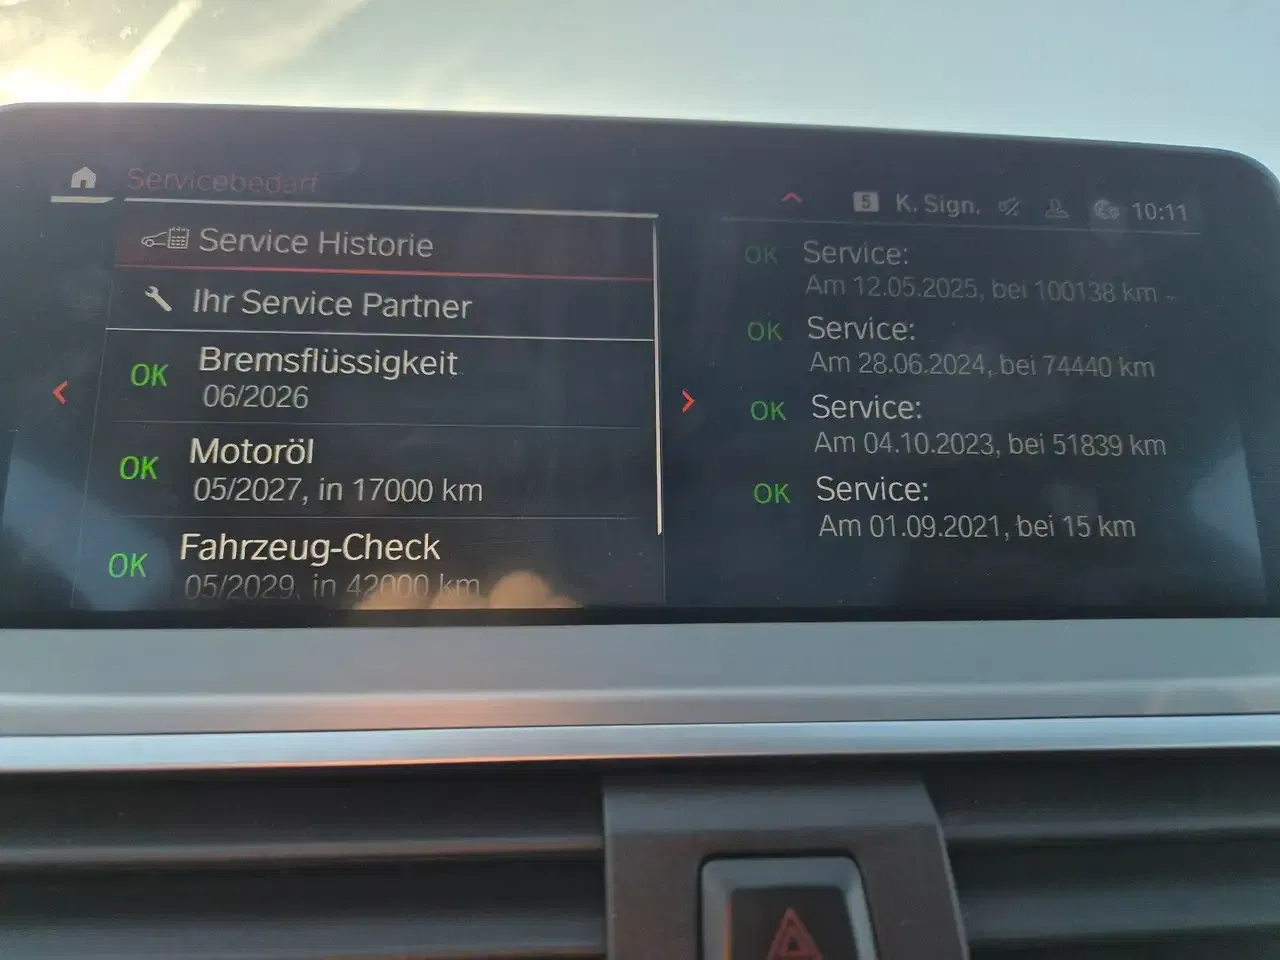 Servicebedarf
5 K. Sign. 10:11
Service Historie
Ihr Service Partner
OK Bremsflüssigkeit
06/2026
OK Motoröl
05/2027, in 17000 km
OK Fahrzeug-Check
05/2029, in 42000 km
OK Service:
Am 12.05.2025, bei 100138 km
OK Service:
Am 28.06.2024, bei 74440 km
OK Service:
Am 04.10.2023, bei 51839 km
OK Service:
Am 01.09.2021, bei 15 km